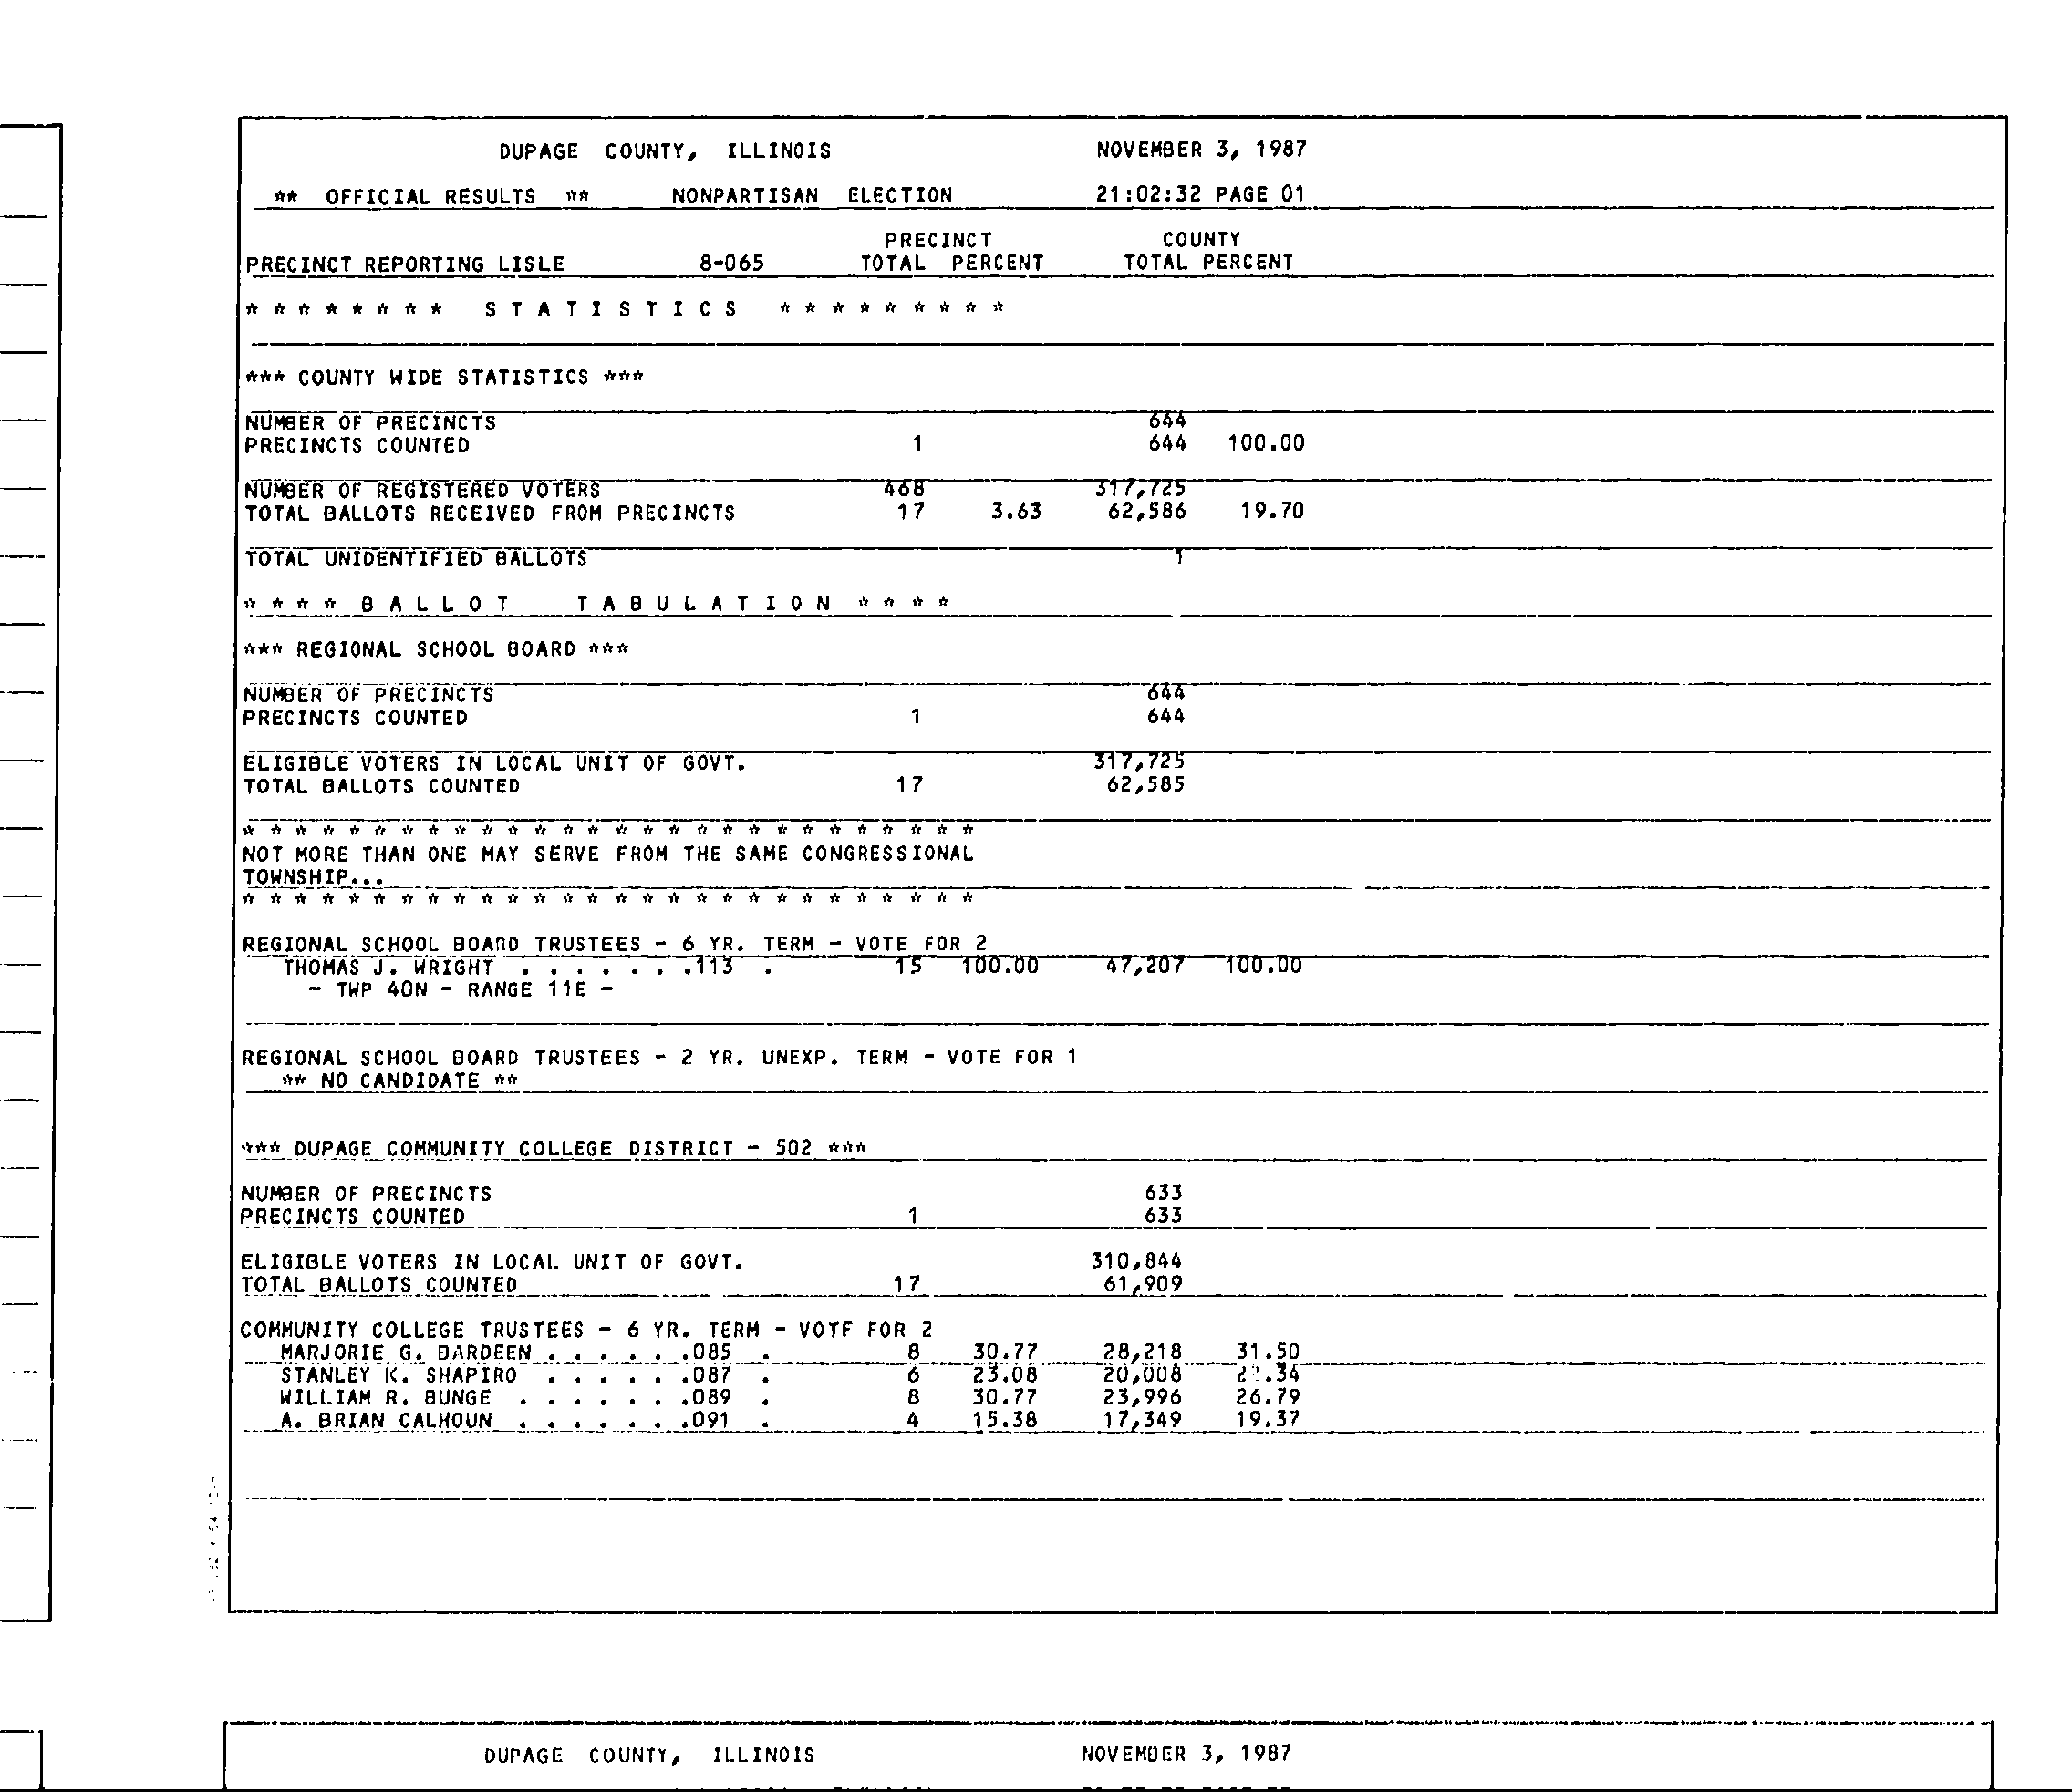 DUPAGE COUNTY, ILLINOIS NOVEMBER 3, 1987
** OFFICIAL RESULTS ** NONPARTISAN ELECTION 21:02:32 PAGE 01
PRECINCT COUNTY
PRECINCT REPORTING LISLE 8-065 TOTAL PERCENT TOTAL PERCENT
* * * * * * * * S T A T I S T I C S * * * * * * * * *
*** COUNTY WIDE STATISTICS ***
NUMBER OF PRECINCTS 644
PRECINCTS COUNTED 1 644 100.00
NUMBER OF REGISTERED VOTERS 468 317,725
TOTAL BALLOTS RECEIVED FROM PRECINCTS 17 3.63 62,586 19.70
TOTAL UNIDENTIFIED BALLOTS 1
* * * * B A L L O T T A B U L A T I O N * * * *
*** REGIONAL SCHOOL BOARD ***
NUMBER OF PRECINCTS 644
PRECINCTS COUNTED 1 644
ELIGIBLE VOTERS IN LOCAL UNIT OF GOVT. 317,725
TOTAL BALLOTS COUNTED 17 62,585
* * * * * * * * * * * * * * * * * * * * * * * * * * * *
NOT MORE THAN ONE MAY SERVE FROM THE SAME CONGRESSIONAL
TOWNSHIP...
* * * * * * * * * * * * * * * * * * * * * * * * * * * *
REGIONAL SCHOOL BOARD TRUSTEES - 6 YR. TERM - VOTE FOR 2
THOMAS J. WRIGHT . . . . . . .113 . 15 100.00 47,207 100.00
- TWP 40N - RANGE 11E -
REGIONAL SCHOOL BOARD TRUSTEES - 2 YR. UNEXP. TERM - VOTE FOR 1
** NO CANDIDATE **
*** DUPAGE COMMUNITY COLLEGE DISTRICT - 502 ***
NUMBER OF PRECINCTS 633
PRECINCTS COUNTED 1 633
ELIGIBLE VOTERS IN LOCAL UNIT OF GOVT. 310,844
TOTAL BALLOTS COUNTED 17 61,909
COMMUNITY COLLEGE TRUSTEES - 6 YR. TERM - VOTE FOR 2
MARJORIE G. BARDEEN . . . . . .085 . 8 30.77 28,218 31.50
STANLEY K. SHAPIRO . . . . . .087 . 6 23.08 20,008
WILLIAM R. BUNGE . . . . . . .089 . 8 30.77 23,996 26.79
A. BRIAN CALHOUN . . . . . . .091 . 4 15.38 17,349 19.37
DUPAGE COUNTY, ILLINOIS NOVEMBER 3, 1987